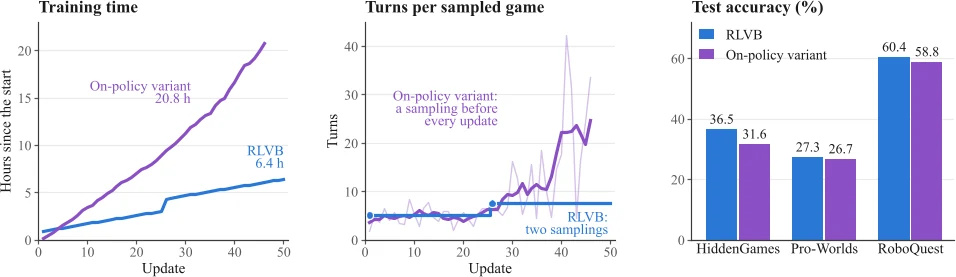 Training time
Hours since the start
20
15
10
5
0
On-policy variant
20.8 h
RLVB
6.4 h
0 10 20 30 40 50
Update
Turns per sampled game
Turns
40
30
20
10
0
On-policy variant:
a sampling before
every update
RLVB:
two samplings
0 10 20 30 40 50
Update
Test accuracy (%)
RLVB
On-policy variant
60
40
20
0
36.5 31.6 27.3 26.7 60.4 58.8
HiddenGames Pro-Worlds RoboQuest